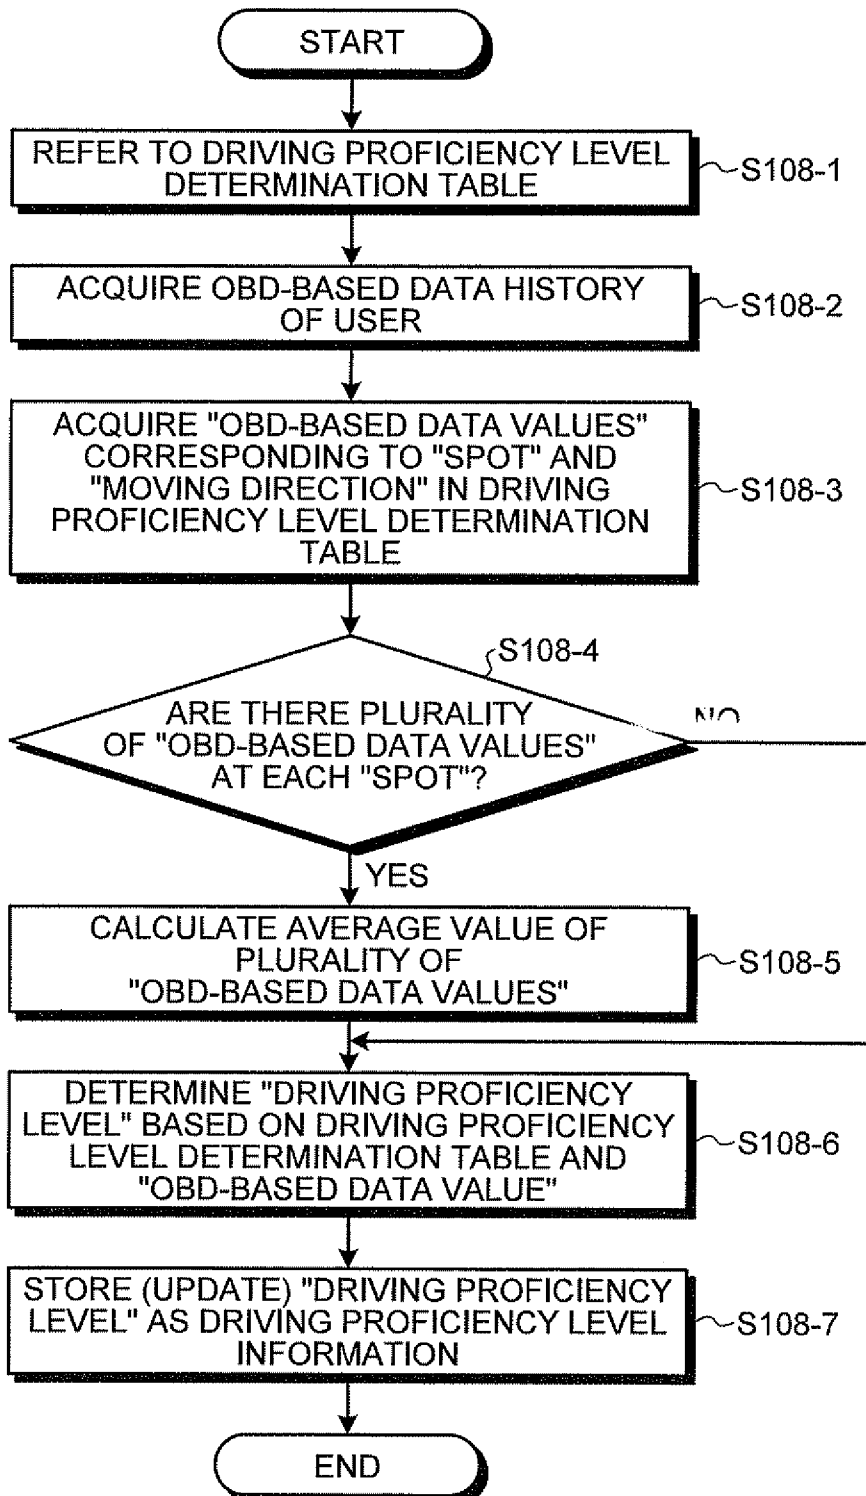 START
REFER TO DRIVING PROFICIENCY LEVEL
DETERMINATION TABLE
S108-1
ACQUIRE OBD-BASED DATA HISTORY
OF USER
S108-2
ACQUIRE "OBD-BASED DATA VALUES"
CORRESPONDING TO "SPOT" AND
"MOVING DIRECTION" IN DRIVING
PROFICIENCY LEVEL DETERMINATION
TABLE
S108-3
S108-4
ARE THERE PLURALITY
OF "OBD-BASED DATA VALUES"
AT EACH "SPOT"?
NO
YES
CALCULATE AVERAGE VALUE OF
PLURALITY OF
"OBD-BASED DATA VALUES"
S108-5
DETERMINE "DRIVING PROFICIENCY
LEVEL" BASED ON DRIVING PROFICIENCY
LEVEL DETERMINATION TABLE AND
"OBD-BASED DATA VALUE"
S108-6
STORE (UPDATE) "DRIVING PROFICIENCY
LEVEL" AS DRIVING PROFICIENCY LEVEL
INFORMATION
S108-7
END